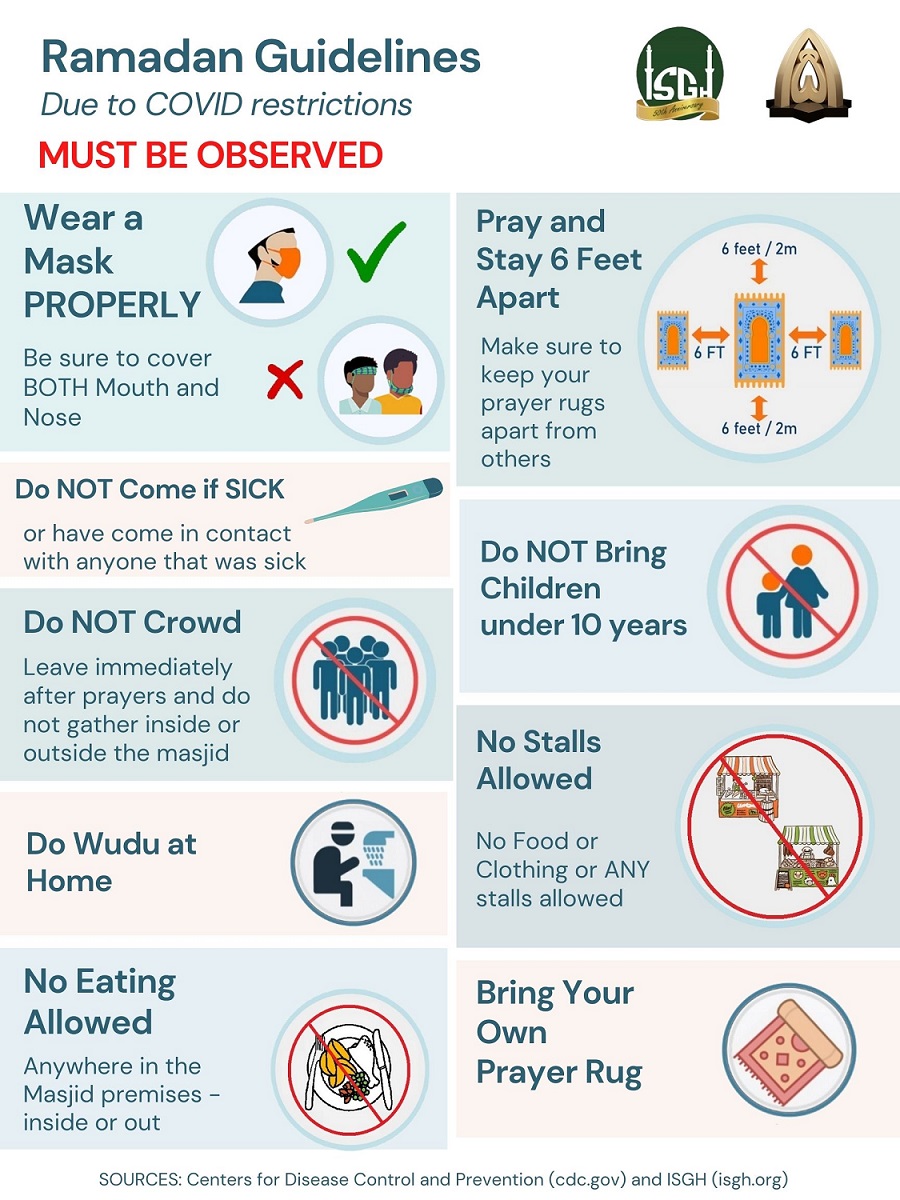 Ramadan Guidelines
Due to COVID restrictions
MUST BE OBSERVED
ISGH
50th Anniversary
Wear a
Mask
PROPERLY
Be sure to cover
BOTH Mouth and
Nose
Do NOT Come if SICK
or have come in contact
with anyone that was sick
Do NOT Crowd
Leave immediately
after prayers and do
not gather inside or
outside the masjid
Do Wudu at
Home
No Eating
Allowed
Anywhere in the
Masjid premises -
inside or out
Pray and
Stay 6 Feet
Apart
Make sure to
keep your
prayer rugs
apart from
others
6 feet / 2m
6 FT
6 FT
6 feet / 2m
Do NOT Bring
Children
under 10 years
No Stalls
Allowed
No Food or
Clothing or ANY
stalls allowed
Bring Your
Own
Prayer Rug
SOURCES: Centers for Disease Control and Prevention (cdc.gov) and ISGH (isgh.org)